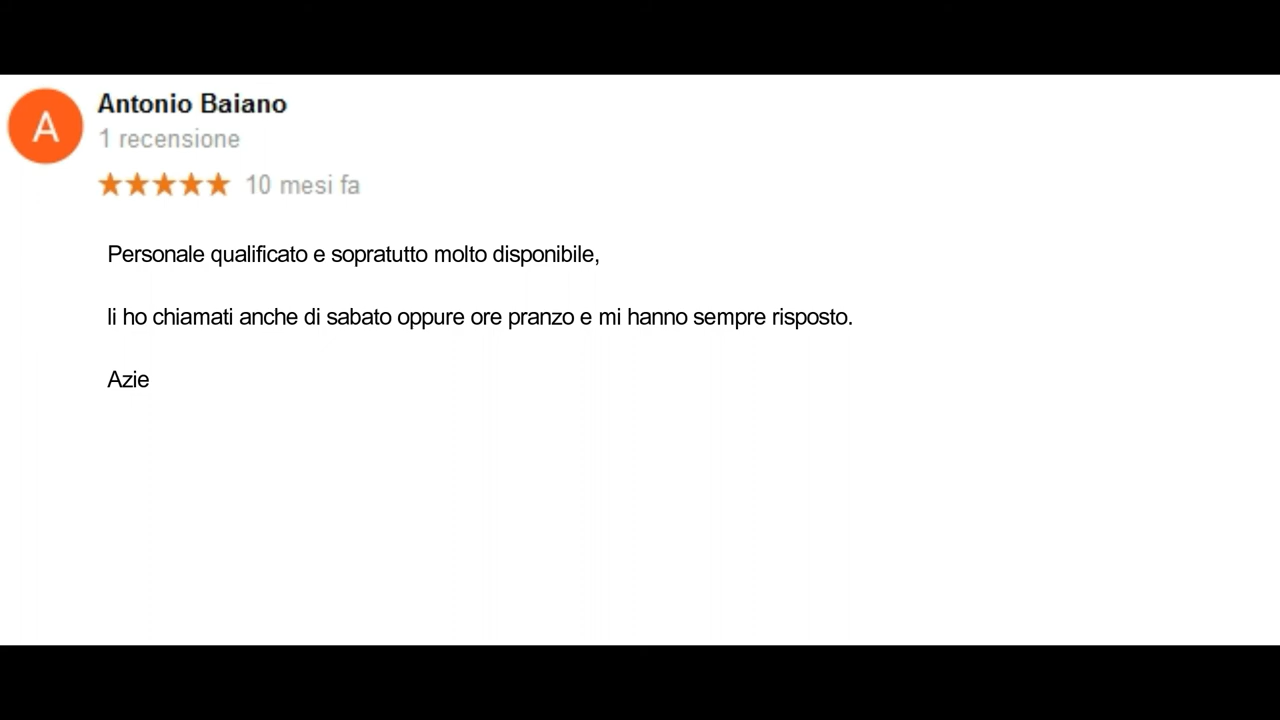 A
Antonio Baiano
1 recensione
★★★★★ 10 mesi fa
Personale qualificato e sopratutto molto disponibile,
li ho chiamati anche di sabato oppure ore pranzo e mi hanno sempre risposto.
Azie